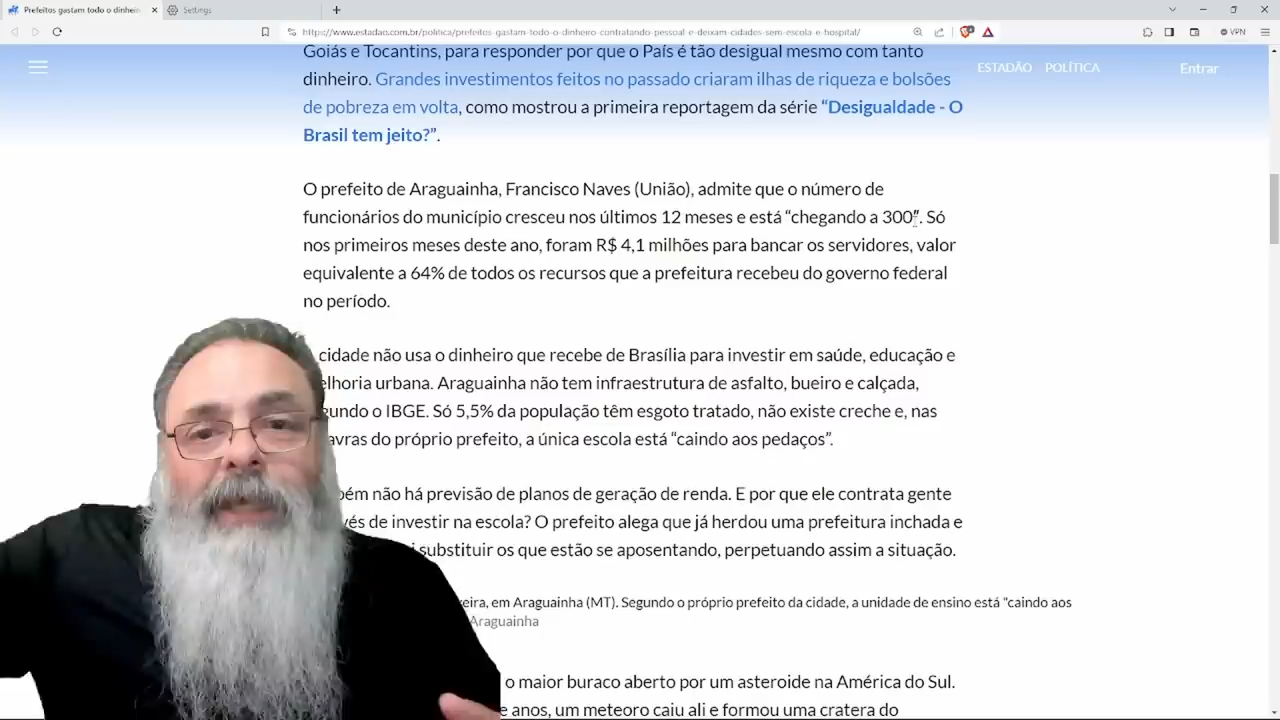 Prefeitos gastam todo o dinheir
Settings
https://www.estadao.com.br/politica/prefeitos-gastam-todo-o-dinheiro-contratando-pessoal-e-deixam-cidades-sem-escola-e-hospital/
VPN
ESTADÃO POLÍTICA
Entrar
Goiás e Tocantins, para responder por que o País é tão desigual mesmo com tanto
dinheiro. Grandes investimentos feitos no passado criaram ilhas de riqueza e bolsões
de pobreza em volta, como mostrou a primeira reportagem da série “Desigualdade - O
Brasil tem jeito?”.
O prefeito de Araguainha, Francisco Naves (União), admite que o número de
funcionários do município cresceu nos últimos 12 meses e está “chegando a 300”. Só
nos primeiros meses deste ano, foram R$ 4,1 milhões para bancar os servidores, valor
equivalente a 64% de todos os recursos que a prefeitura recebeu do governo federal
no período.
cidade não usa o dinheiro que recebe de Brasília para investir em saúde, educação e
elhoria urbana. Araguainha não tem infraestrutura de asfalto, bueiro e calçada,
gundo o IBGE. Só 5,5% da população têm esgoto tratado, não existe creche e, nas
avras do próprio prefeito, a única escola está “caindo aos pedaços”.
bém não há previsão de planos de geração de renda. E por que ele contrata gente
vés de investir na escola? O prefeito alega que já herdou uma prefeitura inchada e
i substituir os que estão se aposentando, perpetuando assim a situação.
eira, em Araguainha (MT). Segundo o próprio prefeito da cidade, a unidade de ensino está “caindo aos
Araguainha
o maior buraco aberto por um asteroide na América do Sul.
e anos, um meteoro caiu ali e formou uma cratera do